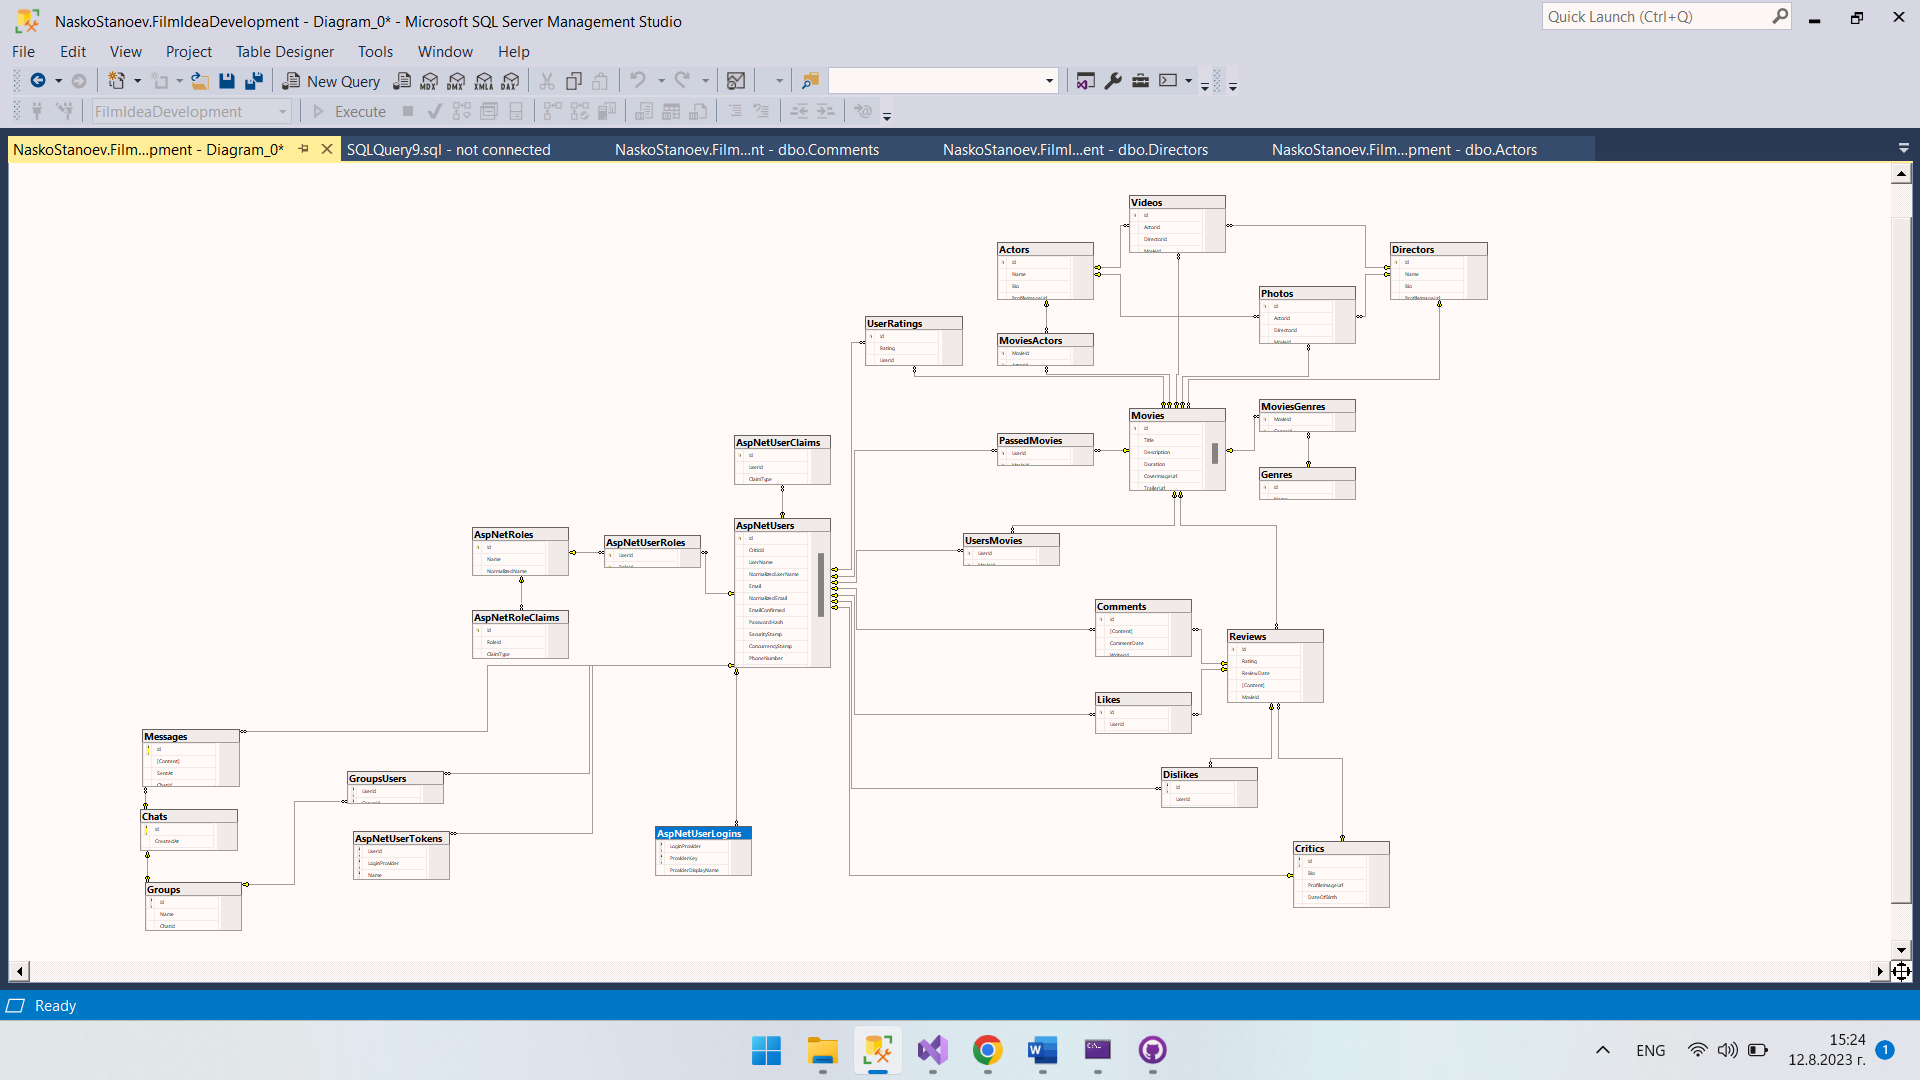 NaskoStanoev.FilmIdeaDevelopment - Diagram_0* - Microsoft SQL Server Management Studio
Quick Launch (Ctrl+Q)
File Edit View Project Table Designer Tools Window Help
New Query MDX DMX XMLA DAX
FilmIdeaDevelopment Execute
NaskoStanoev.Film...pment - Diagram_0* SQLQuery9.sql - not connected NaskoStanoev.Film...nt - dbo.Comments NaskoStanoev.FilmI...ent - dbo.Directors NaskoStanoev.Film...pment - dbo.Actors
Videos
Id
ActorId
DirectorId
MovieId
Actors
Id
Name
Bio
ProfileImageUrl
Directors
Id
Name
Bio
ProfileImageUrl
Photos
Id
ActorId
DirectorId
MovieId
UserRatings
Id
Rating
UserId
MoviesActors
MovieId
ActorId
Movies
Id
Title
Description
Duration
CoverImageUrl
TrailerUrl
MoviesGenres
MovieId
GenreId
Genres
Id
Name
PassedMovies
UserId
MovieId
AspNetUserClaims
Id
UserId
ClaimType
AspNetUsers
Id
CriticId
UserName
NormalizedUserName
Email
NormalizedEmail
EmailConfirmed
PasswordHash
SecurityStamp
ConcurrencyStamp
PhoneNumber
AspNetRoles
Id
Name
NormalizedName
AspNetUserRoles
UserId
RoleId
AspNetRoleClaims
Id
RoleId
ClaimType
UsersMovies
UserId
MovieId
Comments
Id
[Content]
CommentDate
WriterId
Reviews
Id
Rating
ReviewDate
[Content]
MovieId
Likes
Id
UserId
Dislikes
Id
UserId
Messages
Id
[Content]
SentAt
ChatId
GroupsUsers
UserId
GroupId
Chats
Id
CreatedAt
AspNetUserTokens
UserId
LoginProvider
Name
AspNetUserLogins
LoginProvider
ProviderKey
ProviderDisplayName
Critics
Id
Bio
ProfileImageUrl
DateOfBirth
Groups
Id
Name
ChatId
Ready
ENG
15:24
12.8.2023 г.
1